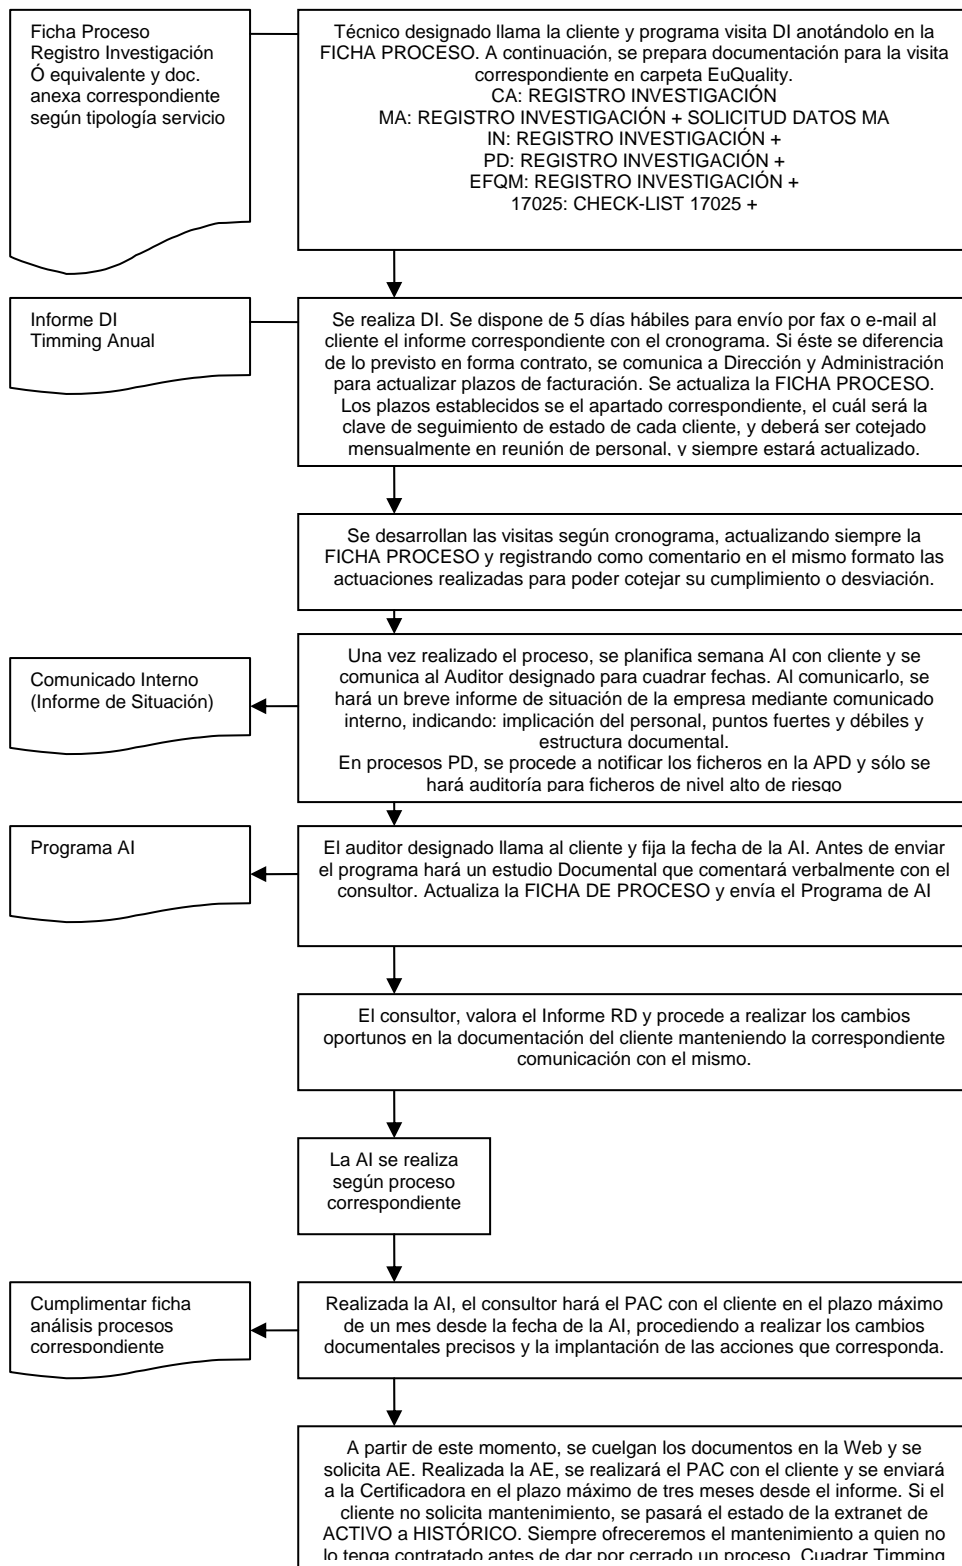 Ficha Proceso
Registro Investigación
Ó equivalente y doc.
anexa correspondiente
según tipología servicio
Técnico designado llama la cliente y programa visita DI anotándolo en la
FICHA PROCESO. A continuación, se prepara documentación para la visita
correspondiente en carpeta EuQuality.
CA: REGISTRO INVESTIGACIÓN
MA: REGISTRO INVESTIGACIÓN + SOLICITUD DATOS MA
IN: REGISTRO INVESTIGACIÓN +
PD: REGISTRO INVESTIGACIÓN +
EFQM: REGISTRO INVESTIGACIÓN +
17025: CHECK-LIST 17025 +
Informe DI
Timming Anual
Se realiza DI. Se dispone de 5 días hábiles para envío por fax o e-mail al
cliente el informe correspondiente con el cronograma. Si éste se diferencia
de lo previsto en forma contrato, se comunica a Dirección y Administración
para actualizar plazos de facturación. Se actualiza la FICHA PROCESO.
Los plazos establecidos se el apartado correspondiente, el cuál será la
clave de seguimiento de estado de cada cliente, y deberá ser cotejado
mensualmente en reunión de personal, y siempre estará actualizado.
Se desarrollan las visitas según cronograma, actualizando siempre la
FICHA PROCESO y registrando como comentario en el mismo formato las
actuaciones realizadas para poder cotejar su cumplimiento o desviación.
Comunicado Interno
(Informe de Situación)
Una vez realizado el proceso, se planifica semana AI con cliente y se
comunica al Auditor designado para cuadrar fechas. Al comunicarlo, se
hará un breve informe de situación de la empresa mediante comunicado
interno, indicando: implicación del personal, puntos fuertes y débiles y
estructura documental.
En procesos PD, se procede a notificar los ficheros en la APD y sólo se
hará auditoría para ficheros de nivel alto de riesgo
Programa AI
El auditor designado llama al cliente y fija la fecha de la AI. Antes de enviar
el programa hará un estudio Documental que comentará verbalmente con el
consultor. Actualiza la FICHA DE PROCESO y envía el Programa de AI
El consultor, valora el Informe RD y procede a realizar los cambios
oportunos en la documentación del cliente manteniendo la correspondiente
comunicación con el mismo.
La AI se realiza
según proceso
correspondiente
Cumplimentar ficha
análisis procesos
correspondiente
Realizada la AI, el consultor hará el PAC con el cliente en el plazo máximo
de un mes desde la fecha de la AI, procediendo a realizar los cambios
documentales precisos y la implantación de las acciones que corresponda.
A partir de este momento, se cuelgan los documentos en la Web y se
solicita AE. Realizada la AE, se realizará el PAC con el cliente y se enviará
a la Certificadora en el plazo máximo de tres meses desde el informe. Si el
cliente no solicita mantenimiento, se pasará el estado de la extranet de
ACTIVO a HISTÓRICO. Siempre ofreceremos el mantenimiento a quien no
lo tenga contratado antes de dar por cerrado un proceso. Cuadrar Timming